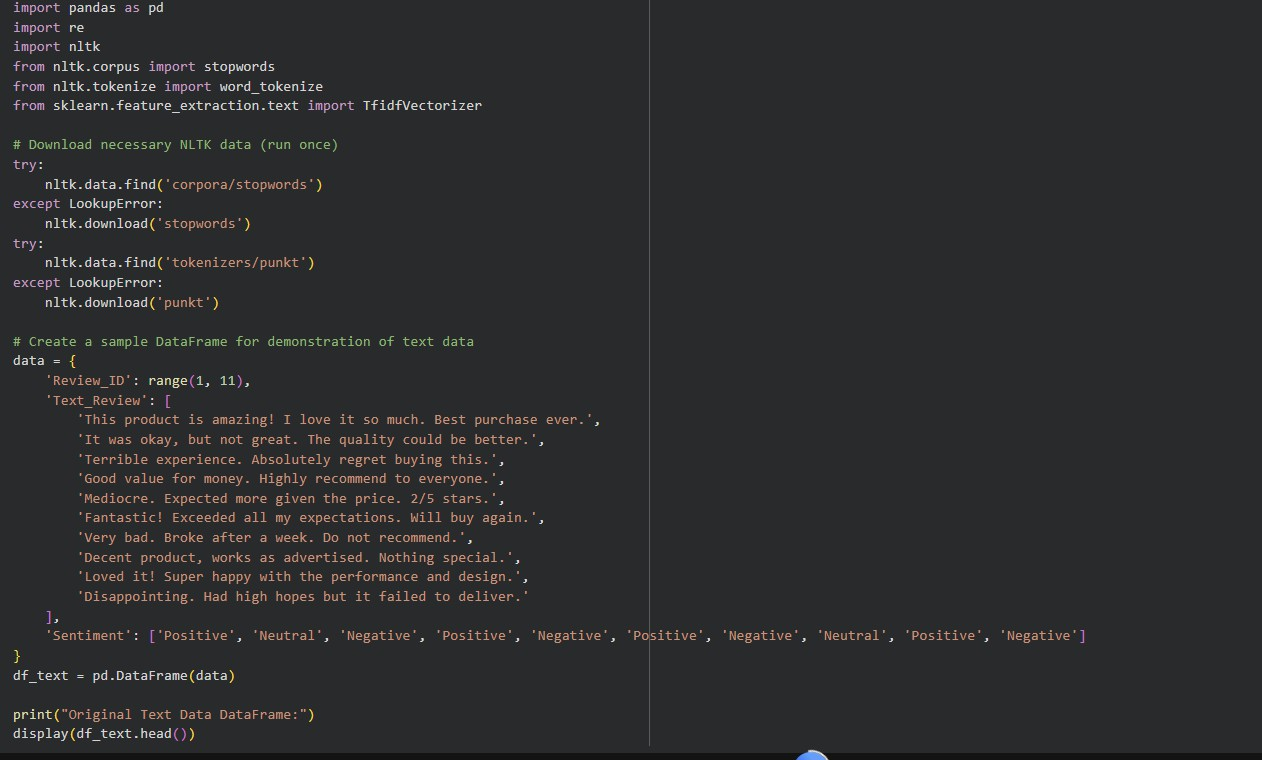 import pandas as pd
import re
import nltk
from nltk.corpus import stopwords
from nltk.tokenize import word_tokenize
from sklearn.feature_extraction.text import TfidfVectorizer

# Download necessary NLTK data (run once)
try:
    nltk.data.find('corpora/stopwords')
except LookupError:
    nltk.download('stopwords')
try:
    nltk.data.find('tokenizers/punkt')
except LookupError:
    nltk.download('punkt')

# Create a sample DataFrame for demonstration of text data
data = {
    'Review_ID': range(1, 11),
    'Text_Review': [
        'This product is amazing! I love it so much. Best purchase ever.',
        'It was okay, but not great. The quality could be better.',
        'Terrible experience. Absolutely regret buying this.',
        'Good value for money. Highly recommend to everyone.',
        'Mediocre. Expected more given the price. 2/5 stars.',
        'Fantastic! Exceeded all my expectations. Will buy again.',
        'Very bad. Broke after a week. Do not recommend.',
        'Decent product, works as advertised. Nothing special.',
        'Loved it! Super happy with the performance and design.',
        'Disappointing. Had high hopes but it failed to deliver.'
    ],
    'Sentiment': ['Positive', 'Neutral', 'Negative', 'Positive', 'Negative', 'Positive', 'Negative', 'Neutral', 'Positive', 'Negative']
}
df_text = pd.DataFrame(data)

print("Original Text Data DataFrame:")
display(df_text.head())